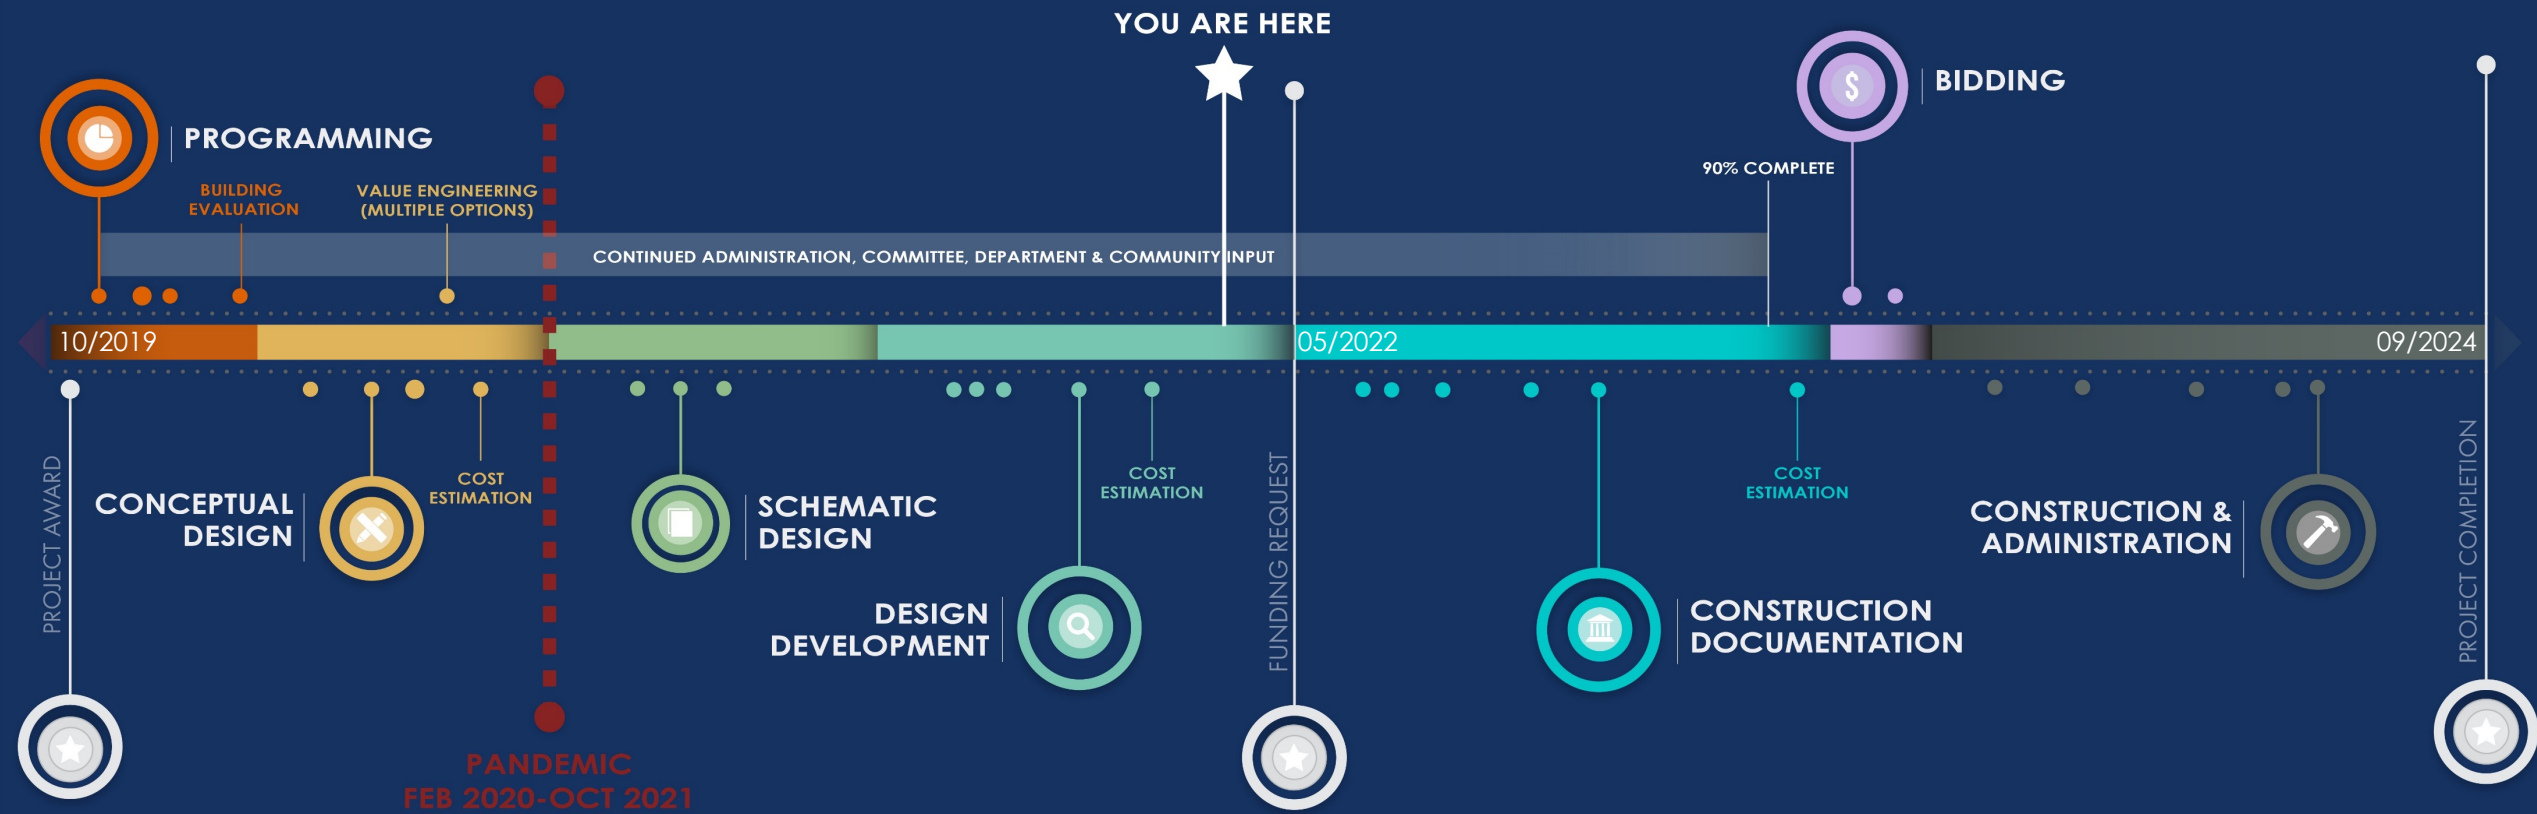 YOU ARE HERE
BIDDING
PROGRAMMING
90% COMPLETE
BUILDING
EVALUATION
VALUE ENGINEERING
(MULTIPLE OPTIONS)
CONTINUED ADMINISTRATION, COMMITTEE, DEPARTMENT & COMMUNITY INPUT
10/2019
05/2022
09/2024
PROJECT AWARD
CONCEPTUAL
DESIGN
COST
ESTIMATION
SCHEMATIC
DESIGN
DESIGN
DEVELOPMENT
COST
ESTIMATION
FUNDING REQUEST
CONSTRUCTION
DOCUMENTATION
COST
ESTIMATION
CONSTRUCTION &
ADMINISTRATION
PROJECT COMPLETION
PANDEMIC
FEB 2020-OCT 2021